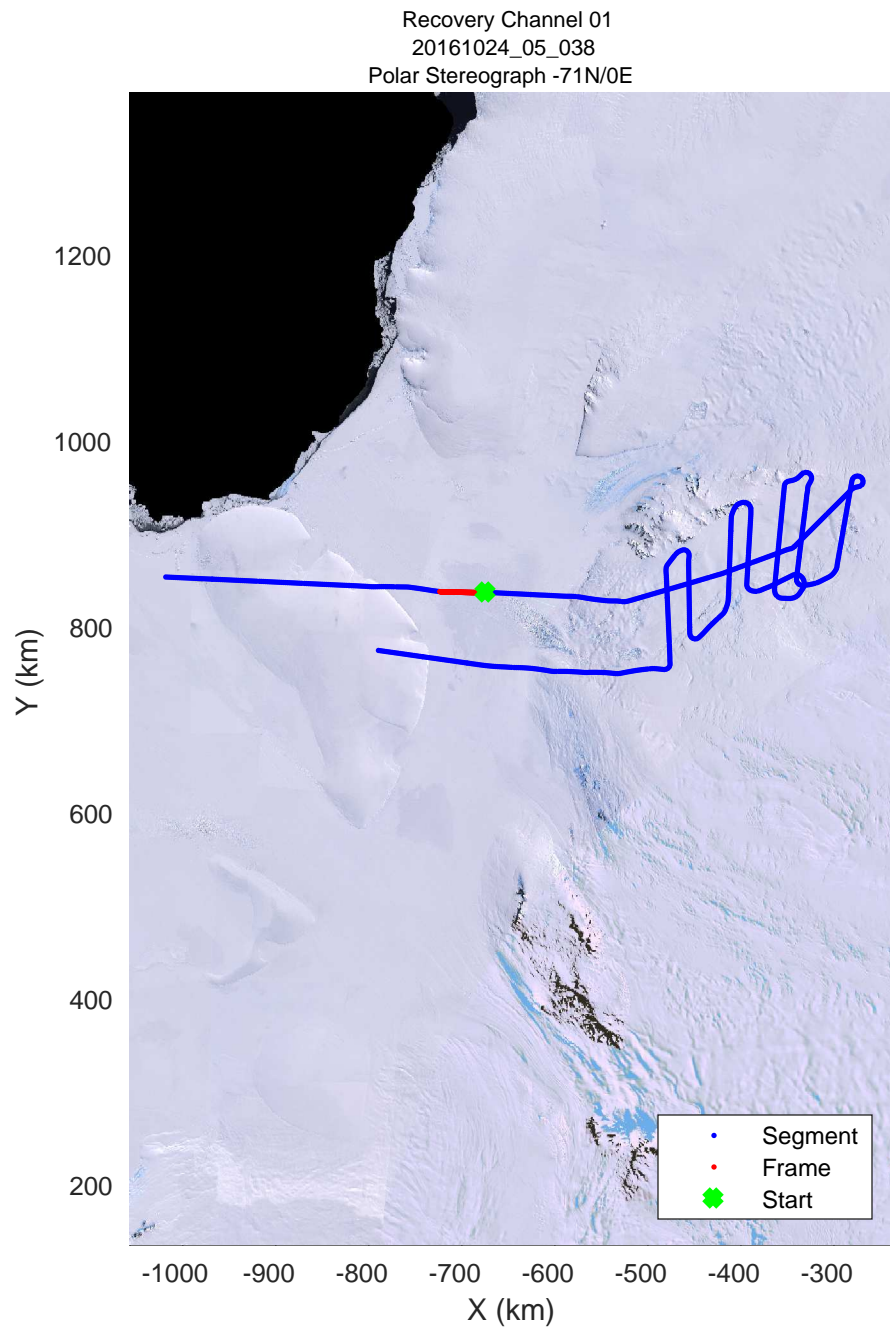 Recovery Channel 01
20161024_05_038
Polar Stereograph -71N/0E
1200
1000
800
600
400
200
Y (km)
Segment
Frame
Start
-1000 -900 -800 -700 -600 -500 -400 -300
X (km)